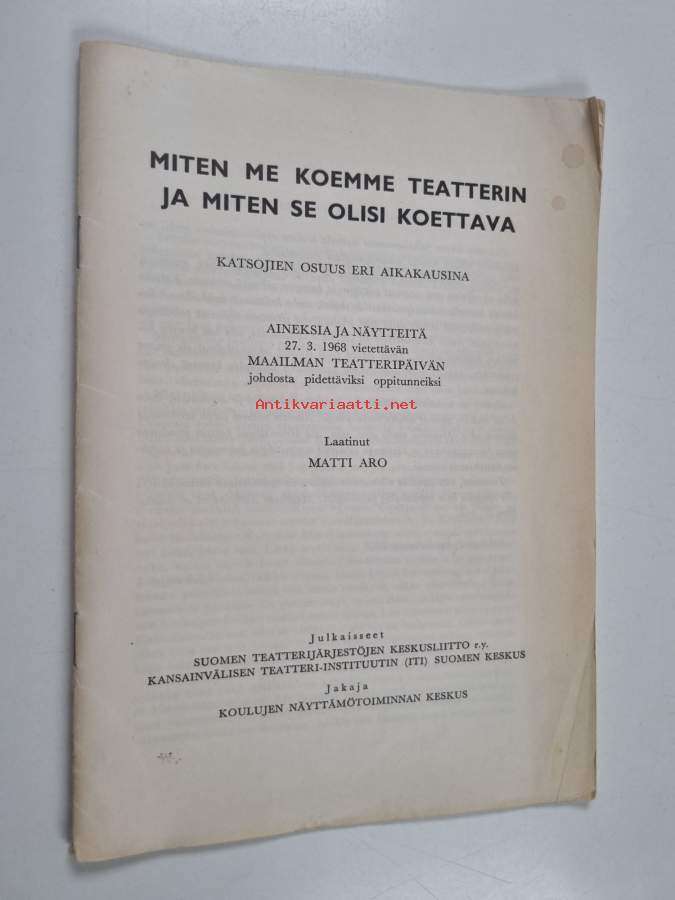 MITEN ME KOEMME TEATTERIN
JA MITEN SE OLISI KOETTAVA
KATSOJIEN OSUUS ERI AIKAKAUSINA
AINEKSIA JA NÄYTTEITÄ
27. 3. 1968 vietettävän
MAAILMAN TEATTERIPÄIVÄN
johdosta pidettäviksi oppitunneiksi
Antikvariaatti.net
Laatinut
MATTI ARO
Julkaisseet
SUOMEN TEATTERIJÄRJESTÖJEN KESKUSLIITTO r.y.
KANSAINVÄLISEN TEATTERI-INSTITUUTIN (ITI) SUOMEN KESKUS
Jakaja
KOULUJEN NÄYTTÄMÖTOIMINNAN KESKUS